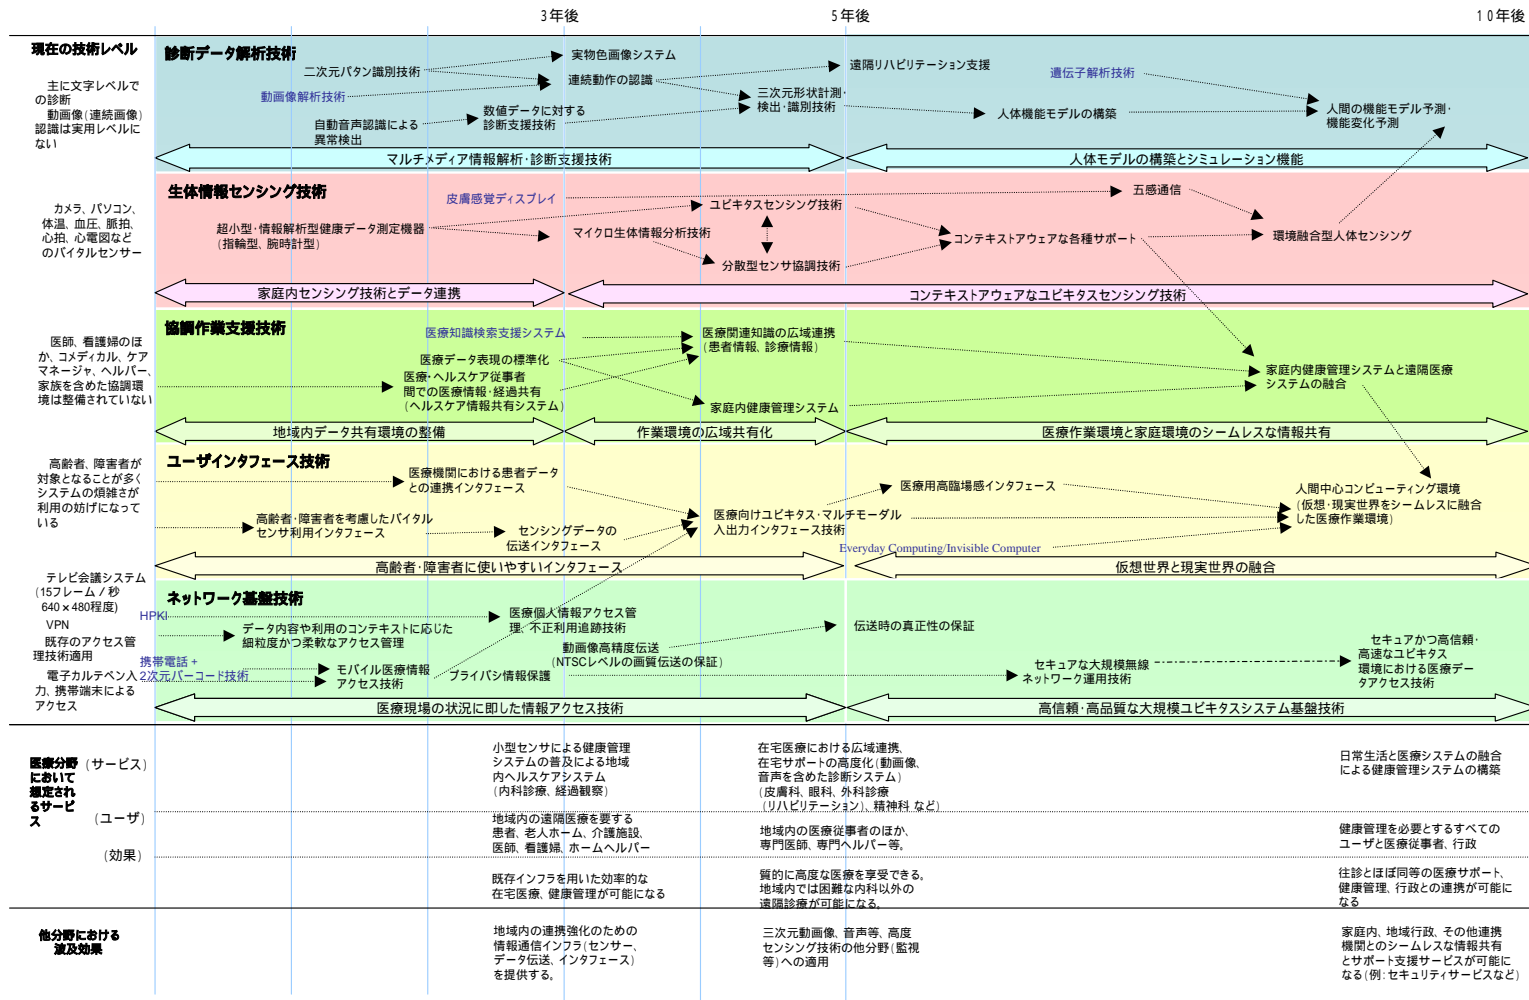 3年後
5年後
10年後
現在の技術レベル
主に文字レベルで
の診断
動画像(連続画像)
認識は実用レベルに
ない
診断データ解析技術
二次元パタン識別技術
動画像解析技術
自動音声認識による
異常検出
数値データに対する
診断支援技術
実物色画像システム
連続動作の認識
三次元形状計測・
検出・識別技術
遠隔リハビリテーション支援
人体機能モデルの構築
遺伝子解析技術
人間の機能モデル予測・
機能変化予測
マルチメディア情報解析・診断支援技術
人体モデルの構築とシミュレーション機能
カメラ、パソコン、
体温、血圧、脈拍、
心拍、心電図など
のバイタルセンサー
生体情報センシング技術
皮膚感覚ディスプレイ
超小型・情報解析型健康データ測定機器
(指輪型、腕時計型)
マイクロ生体情報分析技術
ユビキタスセンシング技術
分散型センサ協調技術
コンテキストアウェアな各種サポート
五感通信
環境融合型人体センシング
家庭内センシング技術とデータ連携
コンテキストアウェアなユビキタスセンシング技術
医師、看護婦のほ
か、コメディカル、ケア
マネージャ、ヘルパー、
家族を含めた協調環
境は整備されていない
協調作業支援技術
医療知識検索支援システム
医療データ表現の標準化
医療・ヘルスケア従事者
間での医療情報・経過共有
(ヘルスケア情報共有システム)
医療関連知識の広域連携
(患者情報、診療情報)
家庭内健康管理システム
家庭内健康管理システムと遠隔医療
システムの融合
地域内データ共有環境の整備
作業環境の広域共有化
医療作業環境と家庭環境のシームレスな情報共有
高齢者、障害者が
対象となることが多く
システムの煩雑さが
利用の妨げになって
いる
ユーザインタフェース技術
医療機関における患者データ
との連携インタフェース
高齢者・障害者を考慮したバイタル
センサ利用インタフェース
センシングデータの
伝送インタフェース
医療向けユビキタス・マルチモーダル
入出力インタフェース技術
医療用高臨場感インタフェース
Everyday Computing/Invisible Computer
人間中心コンピューティング環境
(仮想・現実世界をシームレスに融合
した医療作業環境)
高齢者・障害者に使いやすいインタフェース
仮想世界と現実世界の融合
テレビ会議システム
(15フレーム/秒
640×480程度)
VPN
既存のアクセス管
理技術適用
電子カルテペン入
力、携帯端末による
アクセス
ネットワーク基盤技術
HPKI
データ内容や利用のコンテキストに応じた
細粒度かつ柔軟なアクセス管理
携帯電話+
2次元バーコード技術
モバイル医療情報
アクセス技術
医療個人情報アクセス管
理、不正利用追跡技術
動画像高精度伝送
(NTSCレベルの画質伝送の保証)
プライバシ情報保護
伝送時の真正性の保証
セキュアな大規模無線
ネットワーク運用技術
セキュアかつ高信頼・
高速なユビキタス
環境における医療デー
タアクセス技術
医療現場の状況に即した情報アクセス技術
高信頼・高品質な大規模ユビキタスシステム基盤技術
医療分野
において
想定され
るサービ
ス
(サービス)
小型センサによる健康管理
システムの普及による地域
内ヘルスケアシステム
(内科診療、経過観察)
在宅医療における広域連携、
在宅サポートの高度化(動画像、
音声を含めた診断システム)
(皮膚科、眼科、外科診療
(リハビリテーション)、精神科 など)
日常生活と医療システムの融合
による健康管理システムの構築
(ユーザ)
地域内の遠隔医療を要する
患者、老人ホーム、介護施設、
医師、看護婦、ホームヘルパー
地域内の医療従事者のほか、
専門医師、専門ヘルパー等。
健康管理を必要とするすべての
ユーザと医療従事者、行政
(効果)
既存インフラを用いた効率的な
在宅医療、健康管理が可能になる
質的に高度な医療を享受できる。
地域内では困難な内科以外の
遠隔診療が可能になる。
往診とほぼ同等の医療サポート、
健康管理、行政との連携が可能に
なる
他分野における
波及効果
地域内の連携強化のための
情報通信インフラ(センサー、
データ伝送、インタフェース)
を提供する。
三次元動画像、音声等、高度
センシング技術の他分野(監視
等)への適用
家庭内、地域行政、その他連携
機関とのシームレスな情報共有
とサポート支援サービスが可能に
なる(例:セキュリティサービスなど)